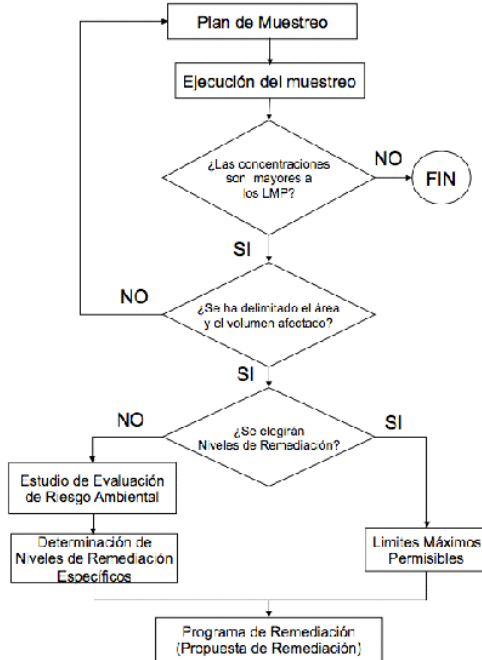 Plan de Muestreo
Ejecución del muestreo
¿Las concentraciones
son mayores a
los LMP?
NO
FIN
SI
¿Se ha delimitado el área
y el volumen afectaco?
NO
SI
¿Se elegirán
Niveles de Remediación?
NO
SI
Estudio de Evaluación
de Riesgo Ambiental
Determinación de
Niveles de Remediación
Específicos
Limites Máximos
Permisibles
Programa de Remediación
(Propuesta de Remediación)